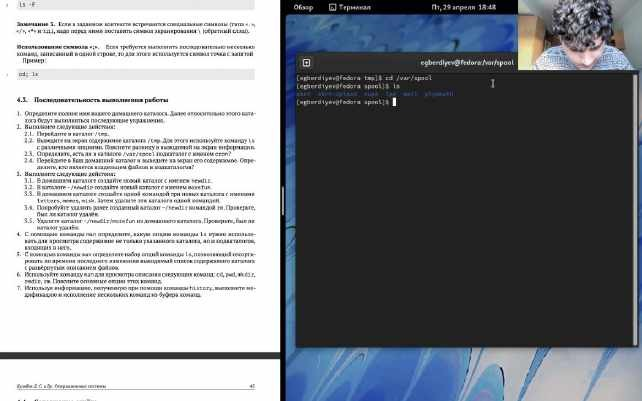 ls -F
Замечание 3. Если в заданном контексте встречаются специальные символы (типа
надо перед ними поставить символ экранирования \ (обратный слэш).
Использование символа «;». Если требуется выполнить последовательно несколько
команд, записанный в одной строке, то для этого используется символ точка с запятой
Пример:
cd; ls
4.3. Последовательность выполнения работы
1. Определите полное имя вашего домашнего каталога. Далее относительно этого ката-
лога будут выполняться последующие упражнения.
2. Выполните следующие действия:
2.1. Перейдите в каталог /tmp.
2.2. Выведите на экран содержимое каталога /tmp. Для этого используйте команду ls
с различными опциями. Поясните разницу в выводимой на экран информации.
2.3. Определите, есть ли в каталоге /var/spool подкаталог с именем cron?
2.4. Перейдите в Ваш домашний каталог и выведите на экран его содержимое. Опре-
делите, кто является владельцем файлов и подкаталогов?
3. Выполните следующие действия:
3.1. В домашнем каталоге создайте новый каталог с именем newdir.
3.2. В каталоге ~/newdir создайте новый каталог с именем morefun.
3.3. В домашнем каталоге создайте одной командой три новых каталога с именами
letters, memos, misk. Затем удалите эти каталоги одной командой.
3.4. Попробуйте удалить ранее созданный каталог ~/newdir командой rm. Проверьте,
был ли каталог удалён.
3.5. Удалите каталог ~/newdir/morefun из домашнего каталога. Проверьте, был ли
каталог удалён.
4. С помощью команды man определите, какую опцию команды ls нужно использо-
вать для просмотра содержимое не только указанного каталога, но и подкаталогов,
входящих в него.
5. С помощью команды man определите набор опций команды ls, позволяющий отсорти-
ровать по времени последнего изменения выводимый список содержимого каталога
с развёрнутым описанием файлов.
6. Используйте команду man для просмотра описания следующих команд: cd, pwd, mkdir,
rmdir, rm. Поясните основные опции этих команд.
7. Используя информацию, полученную при помощи команды history, выполните мо-
дификацию и исполнение нескольких команд из буфера команд.
45
Обзор Терминал Пт, 29 апреля 18:48
egberdiyev@fedora:/var/spool
[egberdiyev@fedora tmp]$ cd /var/spool
[egberdiyev@fedora spool]$ ls
abrt abrt-upload cups lpd mail plymouth
[egberdiyev@fedora spool]$